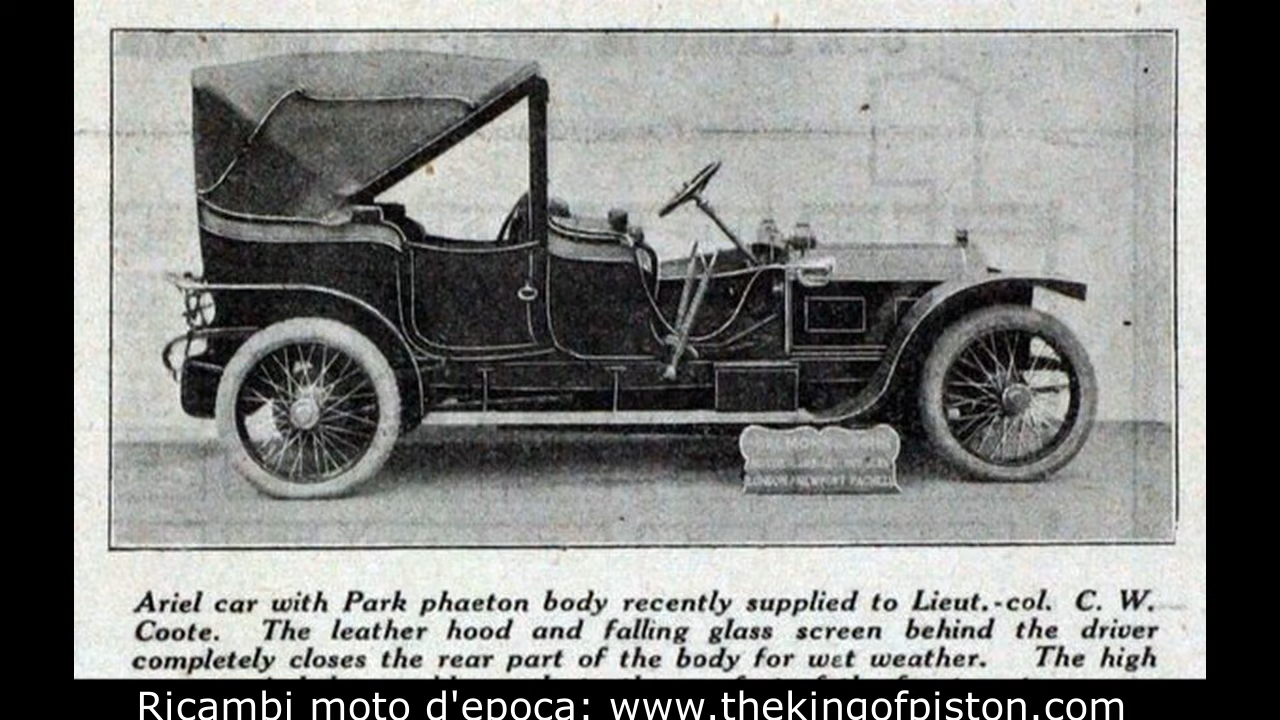 LONDON NEWPORT
Ariel car with Park phaeton body recently supplied to Lieut.-col. C. W.
Coote. The leather hood and falling glass screen behind the driver
completely closes the rear part of the body for wet weather. The high
Ricambi moto d'epoca: www.thekingofpiston.com